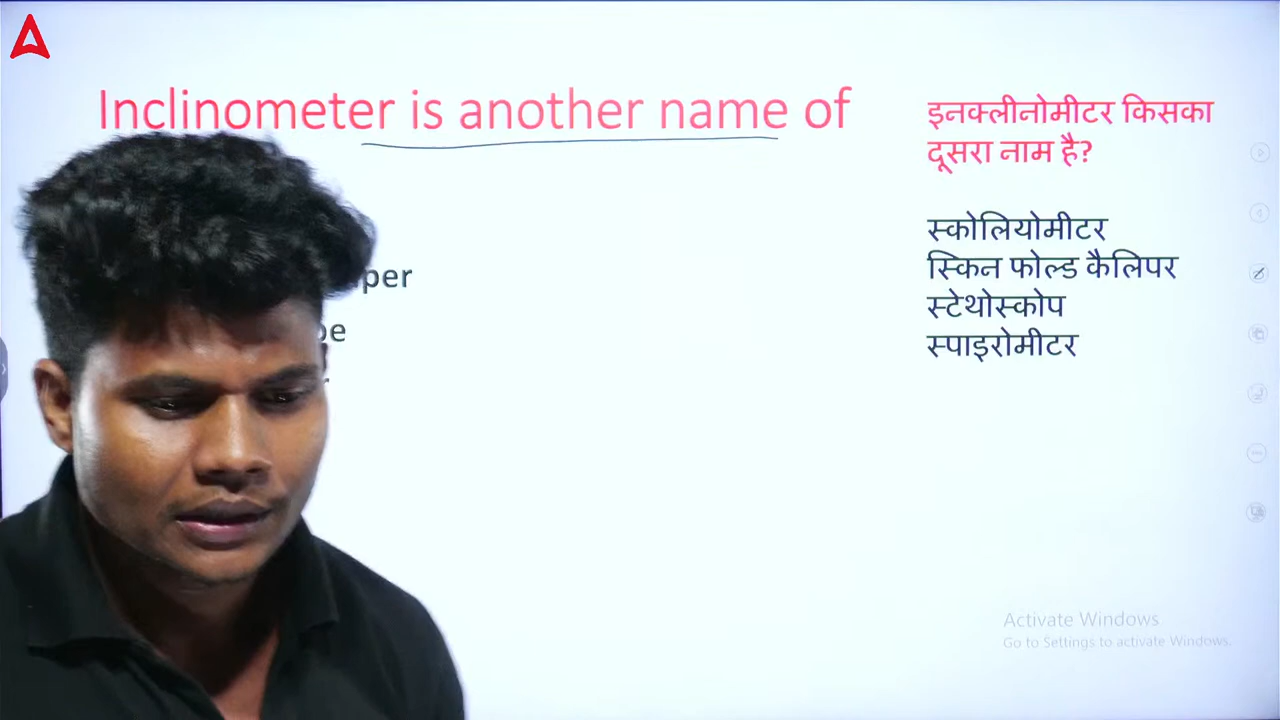 Inclinometer is another name of
इनक्लीनोमीटर किसका
दूसरा नाम है?
स्कोलियोमीटर
स्किन फोल्ड कैलिपर
स्टेथोस्कोप
स्पाइरोमीटर
Activate Windows
Go to Settings to activate Windows.